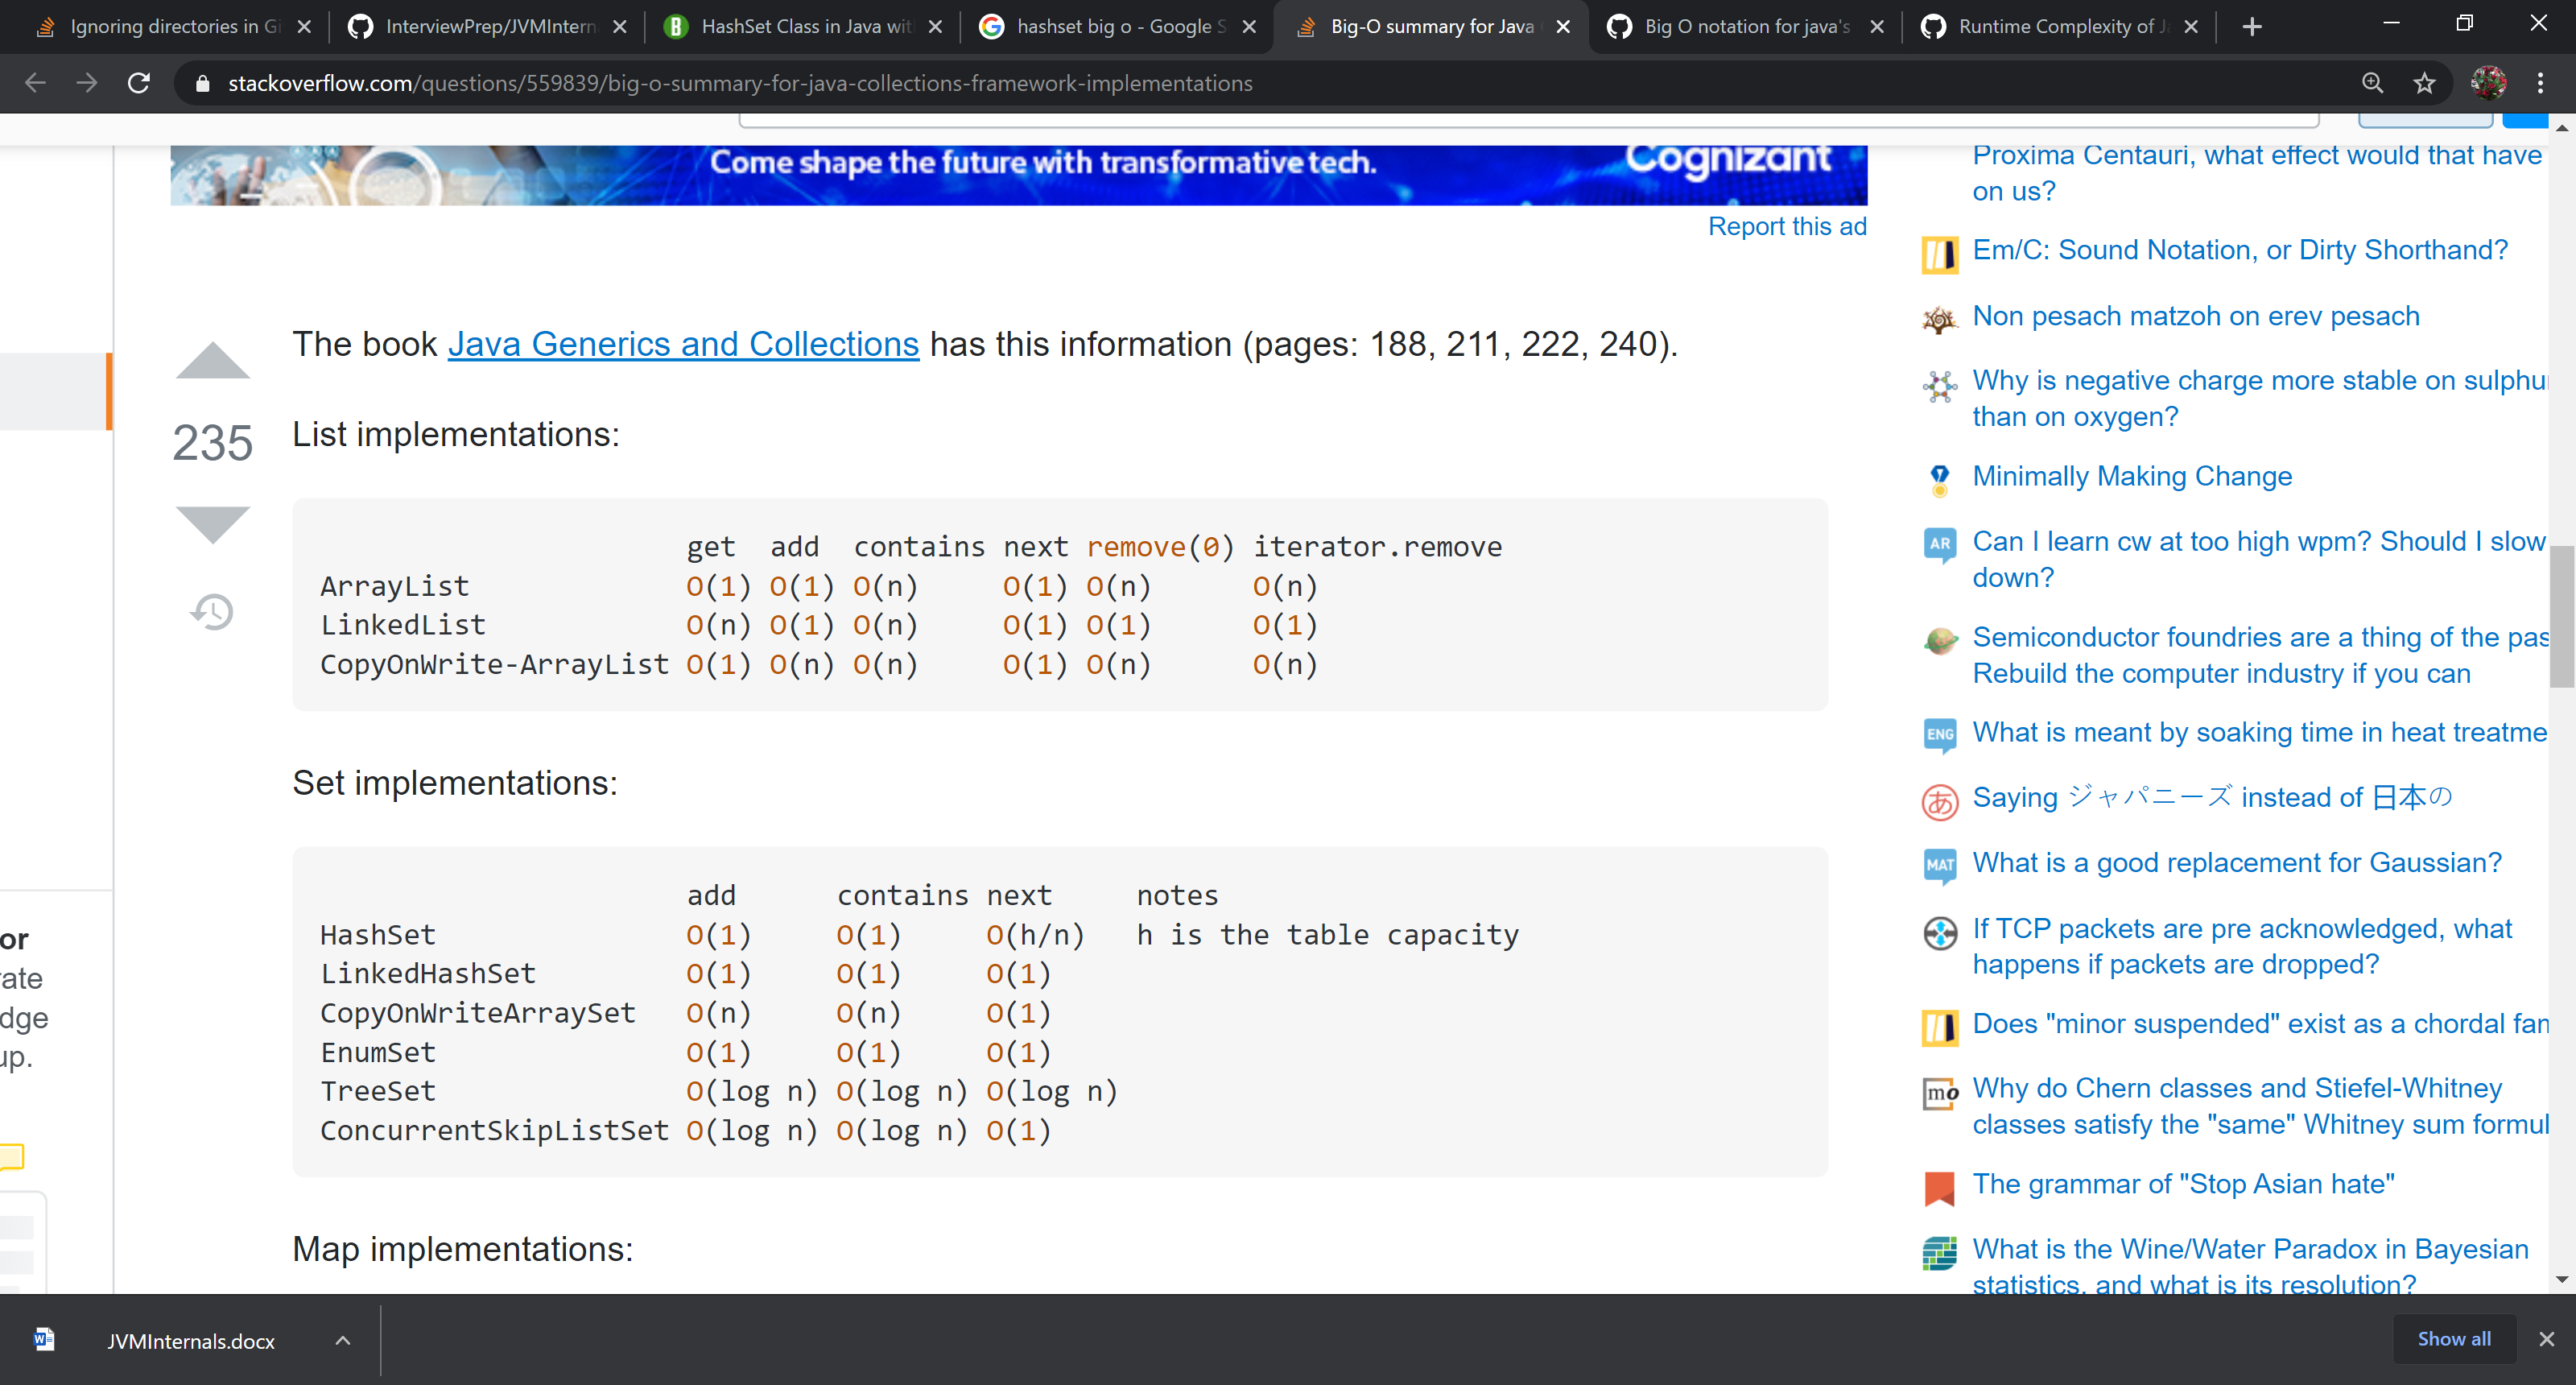 Ignoring directories in Gi
InterviewPrep/JVMIntern
HashSet Class in Java wit
hashset big o - Google S
Big-O summary for Java
Big O notation for java's
Runtime Complexity of Ja
stackoverflow.com/questions/559839/big-o-summary-for-java-collections-framework-implementations
Come shape the future with transformative tech.
Cognizant
Report this ad
The book Java Generics and Collections has this information (pages: 188, 211, 222, 240).
235
List implementations:
get add contains next remove(0) iterator.remove
ArrayList O(1) O(1) O(n) O(1) O(n) O(n)
LinkedList O(n) O(1) O(n) O(1) O(1) O(1)
CopyOnWrite-ArrayList O(1) O(n) O(n) O(1) O(n) O(n)
Set implementations:
add contains next notes
HashSet O(1) O(1) O(h/n) h is the table capacity
LinkedHashSet O(1) O(1) O(1)
CopyOnWriteArraySet O(n) O(n) O(1)
EnumSet O(1) O(1) O(1)
TreeSet O(log n) O(log n) O(log n)
ConcurrentSkipListSet O(log n) O(log n) O(1)
Map implementations:
or
rate
dge
up.
Proxima Centauri, what effect would that have
on us?
Em/C: Sound Notation, or Dirty Shorthand?
Non pesach matzoh on erev pesach
Why is negative charge more stable on sulphu
than on oxygen?
Minimally Making Change
AR
Can I learn cw at too high wpm? Should I slow
down?
Semiconductor foundries are a thing of the pas
Rebuild the computer industry if you can
ENG
What is meant by soaking time in heat treatme
あ
Saying ジャパニーズ instead of 日本の
MAT
What is a good replacement for Gaussian?
If TCP packets are pre acknowledged, what
happens if packets are dropped?
Does "minor suspended" exist as a chordal fan
mo
Why do Chern classes and Stiefel-Whitney
classes satisfy the "same" Whitney sum formul
The grammar of "Stop Asian hate"
What is the Wine/Water Paradox in Bayesian
statistics, and what is its resolution?
JVMInternals.docx
Show all